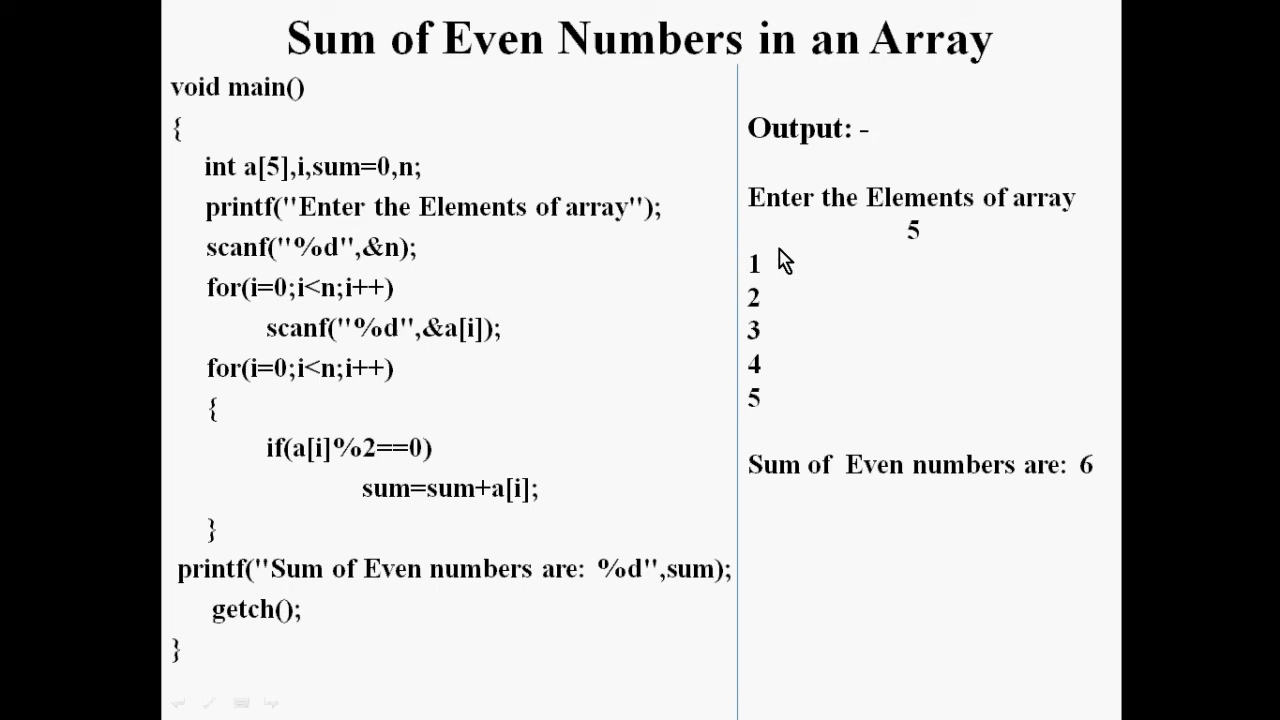 Sum of Even Numbers in an Array
void main()
{
int a[5],i,sum=0,n;
printf("Enter the Elements of array");
scanf("%d",&n);
for(i=0;i<n;i++)
scanf("%d",&a[i]);
for(i=0;i<n;i++)
{
if(a[i]%2==0)
sum=sum+a[i];
}
printf("Sum of Even numbers are: %d",sum);
getch();
}
Output: -
Enter the Elements of array
5
1
2
3
4
5
Sum of Even numbers are: 6